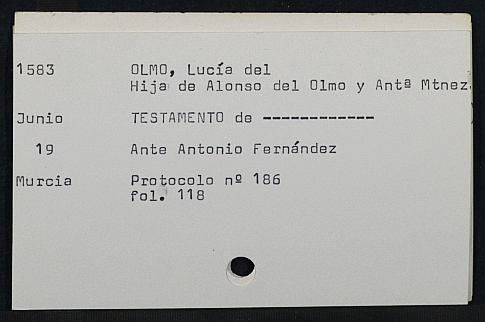 1583 OLMO, Lucía del
Hija de Alonso del Olmo y Antª Mtnez.
Junio TESTAMENTO de ------------
19 Ante Antonio Fernández
Murcia Protocolo nº 186
fol. 118